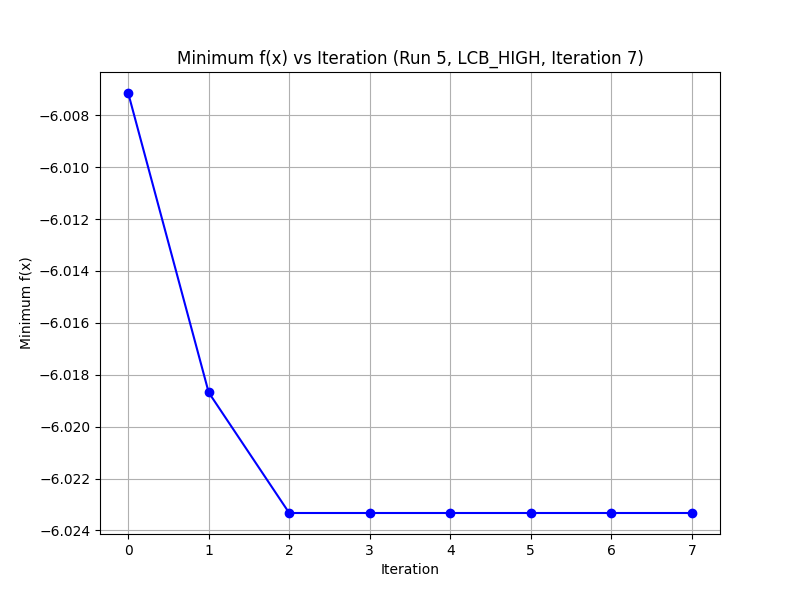 Minimum f(x) vs Iteration (Run 5, LCB_HIGH, Iteration 7)
−6.008
−6.010
−6.012
−6.014
−6.016
−6.018
−6.020
−6.022
−6.024
Minimum f(x)
0 1 2 3 4 5 6 7
Iteration